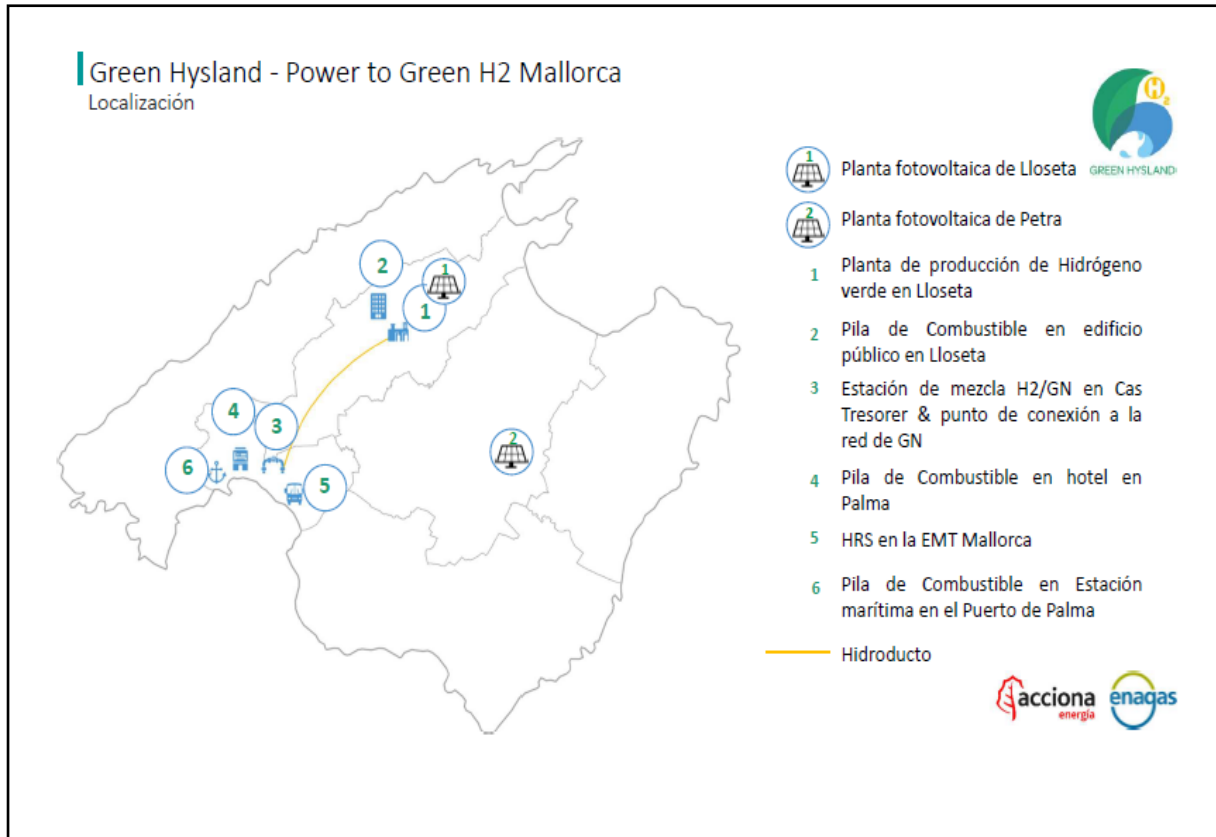 Green Hysland - Power to Green H2 Mallorca
Localización
H2
GREEN HYSLAND
1
Planta fotovoltaica de Lloseta
2
Planta fotovoltaica de Petra
1
Planta de producción de Hidrógeno
verde en Lloseta
2
Pila de Combustible en edificio
público en Lloseta
3
Estación de mezcla H2/GN en Cas
Tresorer & punto de conexión a la
red de GN
4
Pila de Combustible en hotel en
Palma
5
HRS en la EMT Mallorca
6
Pila de Combustible en Estación
marítima en el Puerto de Palma
Hidroducto
2
1
1
4
3
2
6
5
acciona
energía
enagas